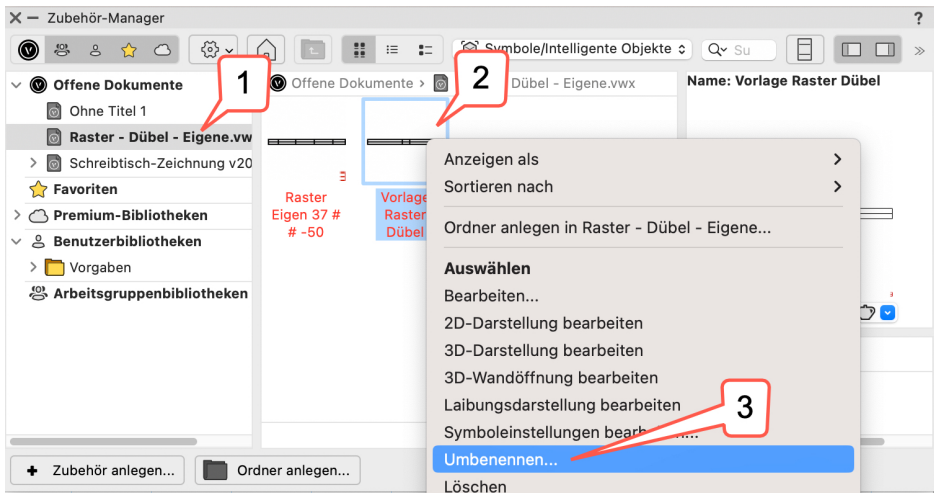 Zubehör-Manager
?
Symbole/Intelligente Objekte
Su
Offene Dokumente
Ohne Titel 1
Raster - Dübel - Eigene.vw
Schreibtisch-Zeichnung v20
Favoriten
Premium-Bibliotheken
Benutzerbibliotheken
Vorgaben
Arbeitsgruppenbibliotheken
1
Offene Dokumente
Dübel - Eigene.vwx
2
Raster
Eigen 37 #
# -50
Vorlage
Raster
Dübel
Name: Vorlage Raster Dübel
Anzeigen als
Sortieren nach
Ordner anlegen in Raster - Dübel - Eigene...
Auswählen
Bearbeiten...
2D-Darstellung bearbeiten
3D-Darstellung bearbeiten
3D-Wandöffnung bearbeiten
Laibungsdarstellung bearbeiten
Symboleinstellungen bearb
Umbenennen...
Löschen
3
+ Zubehör anlegen...
Ordner anlegen...